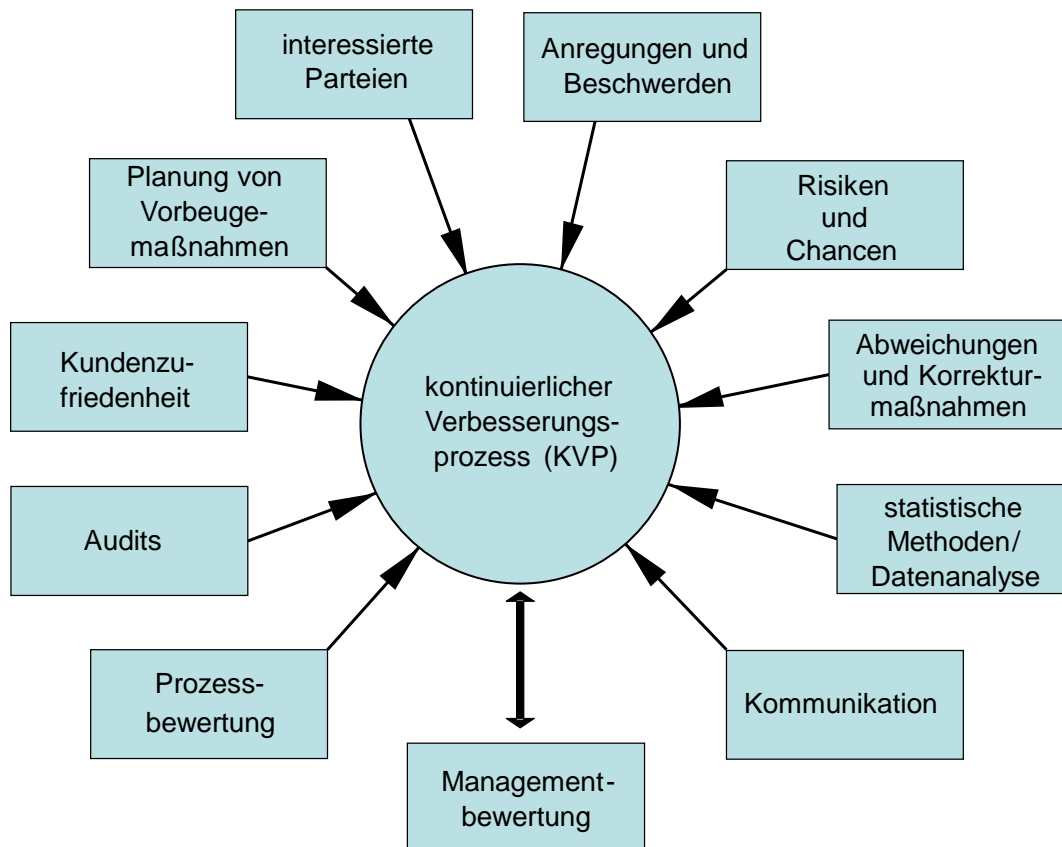 interessierte
Parteien
Anregungen und
Beschwerden
Planung von
Vorbeuge-
maßnahmen
Risiken
und
Chancen
Kundenzu-
friedenheit
kontinuierlicher
Verbesserungs-
prozess (KVP)
Abweichungen
und Korrektur-
maßnahmen
Audits
statistische
Methoden/
Datenanalyse
Prozess-
bewertung
Kommunikation
Management-
bewertung